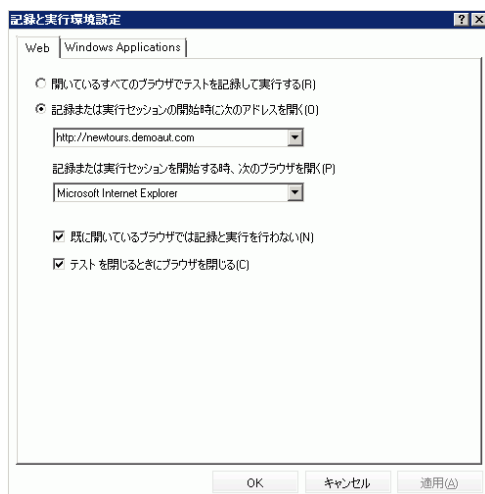 記録と実行環境設定
Web Windows Applications
開いているすべてのブラウザでテストを記録して実行する(R)
記録または実行セッションの開始時に次のアドレスを開く(O)
http://newtours.demoaut.com
記録または実行セッションを開始する時、次のブラウザを開く(P)
Microsoft Internet Explorer
既に開いているブラウザでは記録と実行を行わない(N)
テストを閉じるときにブラウザを閉じる(C)
OK キャンセル 適用(A)